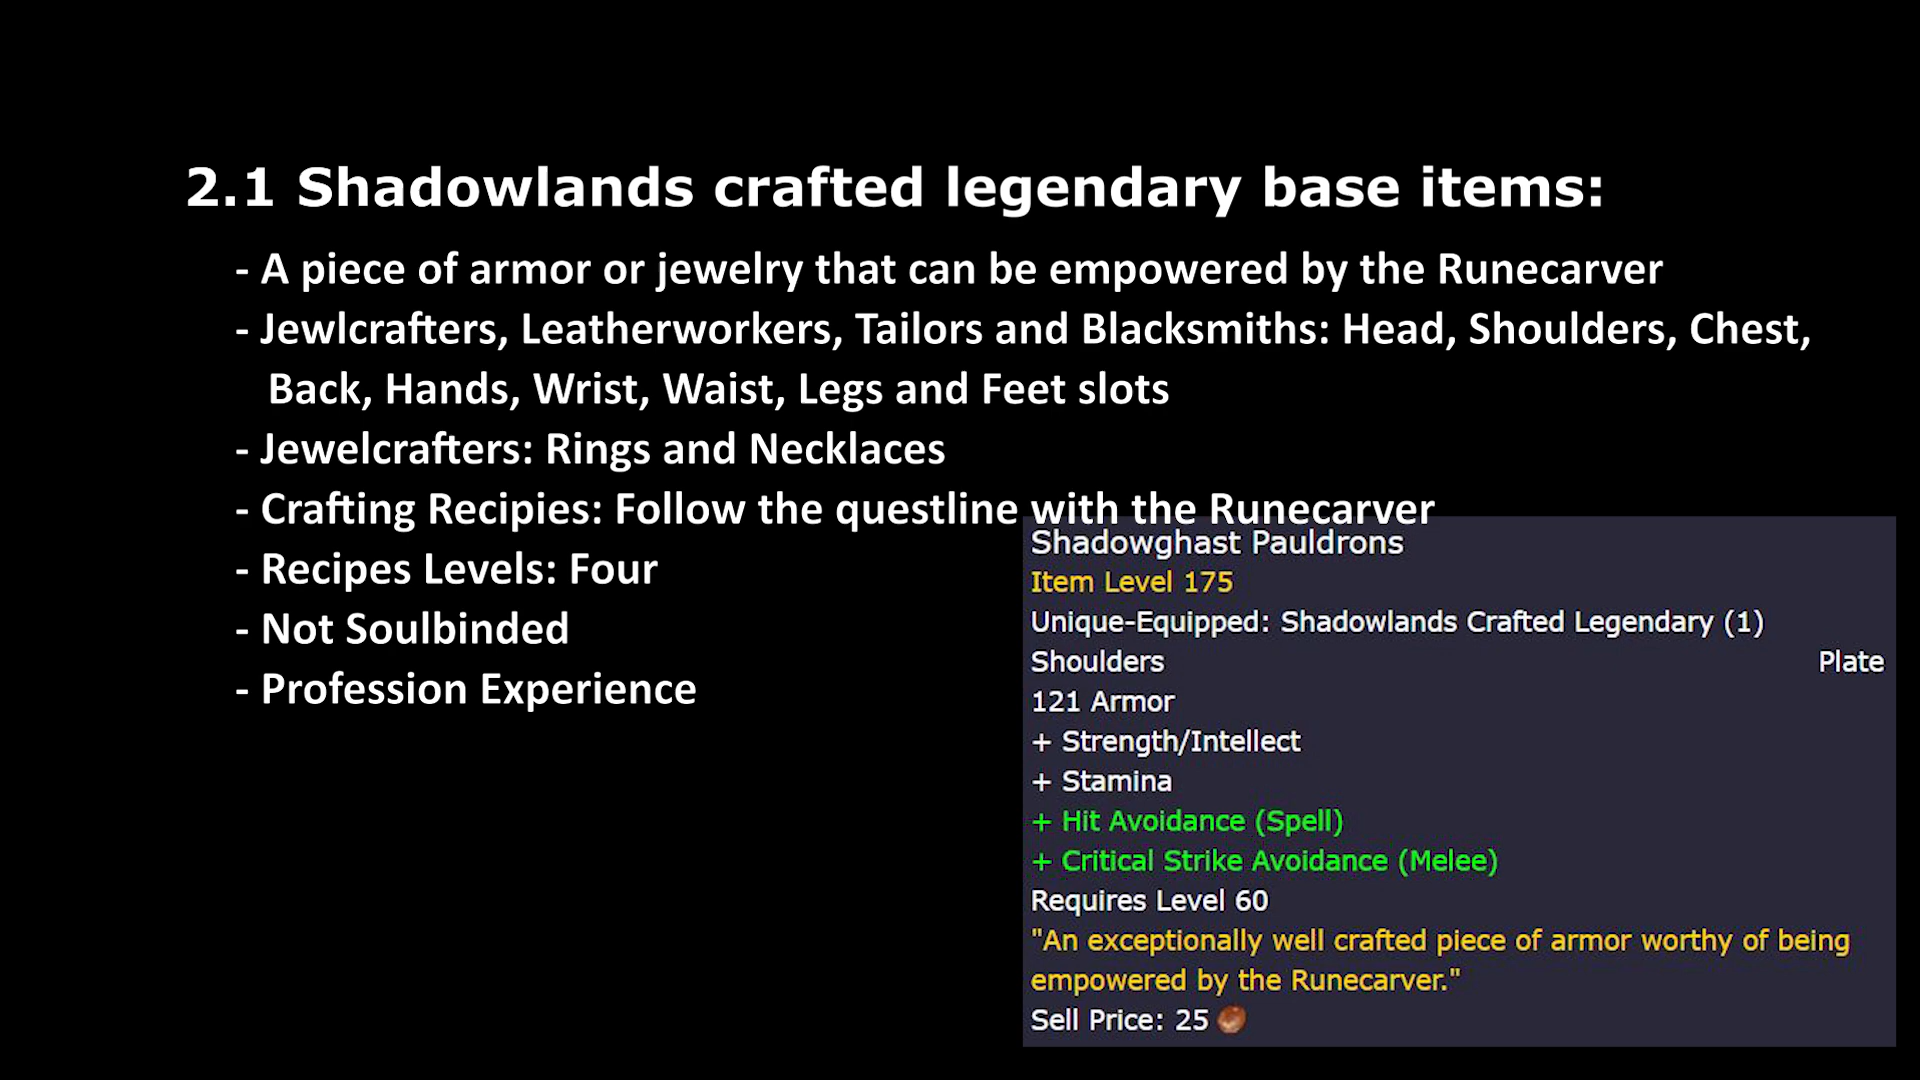 2.1 Shadowlands crafted legendary base items:
- A piece of armor or jewelry that can be empowered by the Runecarver
- Jewlcrafters, Leatherworkers, Tailors and Blacksmiths: Head, Shoulders, Chest,
Back, Hands, Wrist, Waist, Legs and Feet slots
- Jewelcrafters: Rings and Necklaces
- Crafting Recipies: Follow the questline with the Runecarver
- Recipes Levels: Four
- Not Soulbinded
- Profession Experience
Shadowghast Pauldrons
Item Level 175
Unique-Equipped: Shadowlands Crafted Legendary (1)
Shoulders Plate
121 Armor
+ Strength/Intellect
+ Stamina
+ Hit Avoidance (Spell)
+ Critical Strike Avoidance (Melee)
Requires Level 60
"An exceptionally well crafted piece of armor worthy of being
empowered by the Runecarver."
Sell Price: 25